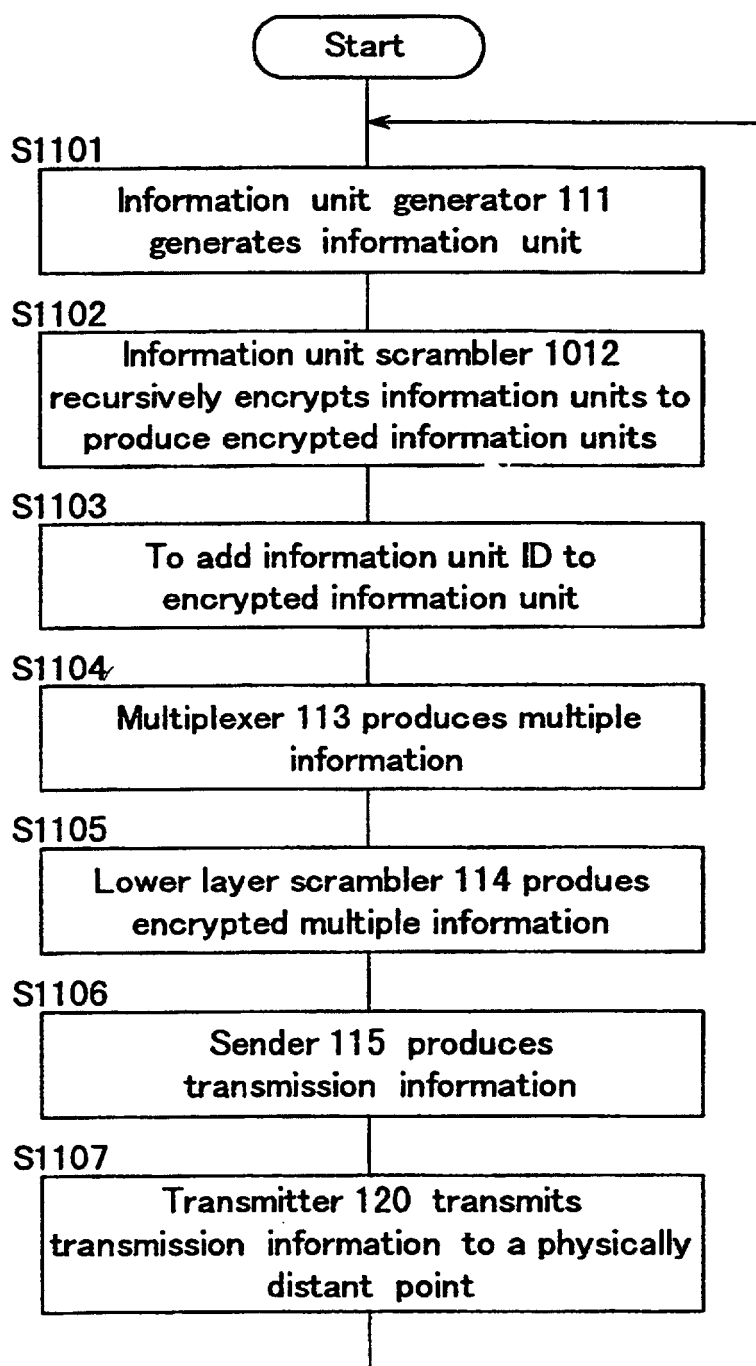 Start
S1101
Information unit generator 111
generates information unit
S1102
Information unit scrambler 1012
recursively encrypts information units to
produce encrypted information units
S1103
To add information unit ID to
encrypted information unit
S1104
Multiplexer 113 produces multiple
information
S1105
Lower layer scrambler 114 produes
encrypted multiple information
S1106
Sender 115 produces
transmission information
S1107
Transmitter 120 transmits
transmission information to a physically
distant point